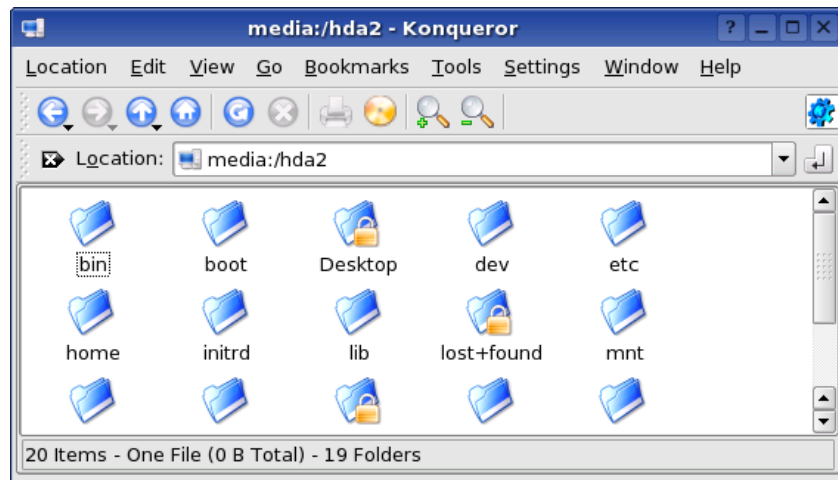 media:/hda2 - Konqueror
Location Edit View Go Bookmarks Tools Settings Window Help
Location: media:/hda2
bin boot Desktop dev etc
home initrd lib lost+found mnt
20 Items - One File (0 B Total) - 19 Folders